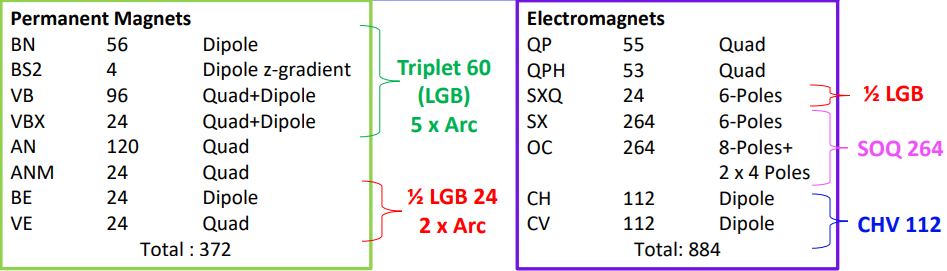 Permanent Magnets
BN 56 Dipole
BS2 4 Dipole z-gradient
VB 96 Quad+Dipole
VBX 24 Quad+Dipole
AN 120 Quad
ANM 24 Quad
BE 24 Dipole
VE 24 Quad
Total : 372
Triplet 60
(LGB)
5 x Arc
½ LGB 24
2 x Arc
Electromagnets
QP 55 Quad
QPH 53 Quad
SXQ 24 6-Poles
SX 264 6-Poles
OC 264 8-Poles+
2 x 4 Poles
CH 112 Dipole
CV 112 Dipole
Total: 884
½ LGB
SOQ 264
CHV 112